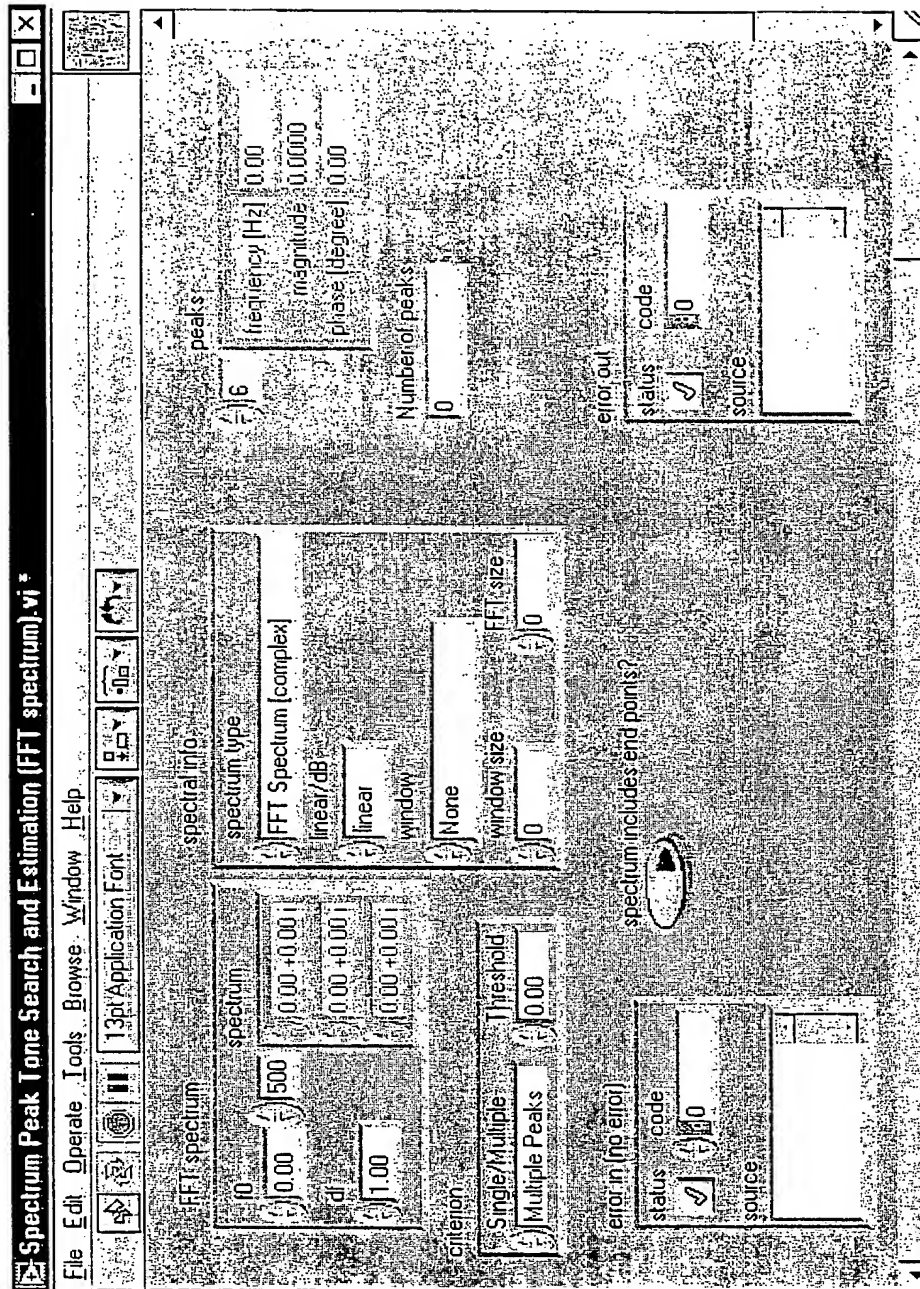 Spectrum Peak Tone Search and Estimation (FFT spectrum).vi *
File Edit Operate Tools Browse Window Help
13pt Application Font
FFT spectrum
f0
0.00
500
df
1.00
spectrum
0.00 +0.00 i
0.00 +0.00 i
0.00 +0.00 i
spectral info.
spectrum type
FFT Spectrum (complex)
linear/dB
linear
window
None
window size
0
FFT size
0
peaks
6
frequency [Hz] 0.00
magnitude 0.0000
phase [degree] 0.00
Number of peaks
0
criterion
Single/Multiple
Multiple Peaks
Threshold
0.00
spectrum includes end points?
error in (no error)
status code
0
source
error out
status code
0
source